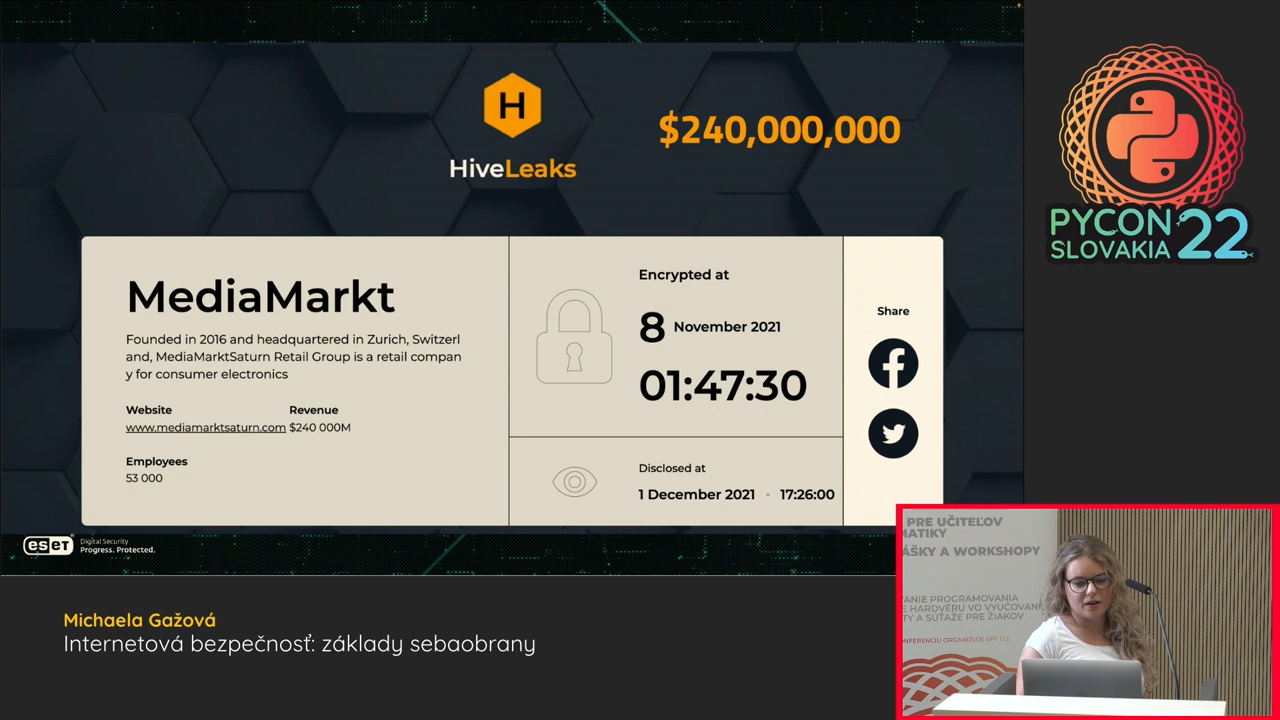 HiveLeaks
$240,000,000
MediaMarkt
Founded in 2016 and headquartered in Zurich, Switzerl
and, MediaMarktSaturn Retail Group is a retail compan
y for consumer electronics
Website
Revenue
www.mediamarktsaturn.com
$240 000M
Employees
53 000
Encrypted at
8 November 2021
01:47:30
Disclosed at
1 December 2021 · 17:26:00
Share
eseT
Digital Security
Progress. Protected.
PYCON
SLOVAKIA
22
PRE UČITEĽOV
MATIKY
ÁŠKY A WORKSHOPY
VANIE PROGRAMOVANIA
E HARDVÉRU VO VYUČOVANÍ
TY A SÚŤAŽE PRE ŽIAKOV
ONFERENCIU ORGANIZUJE SPY O.Z.
Michaela Gažová
Internetová bezpečnosť: základy sebaobrany